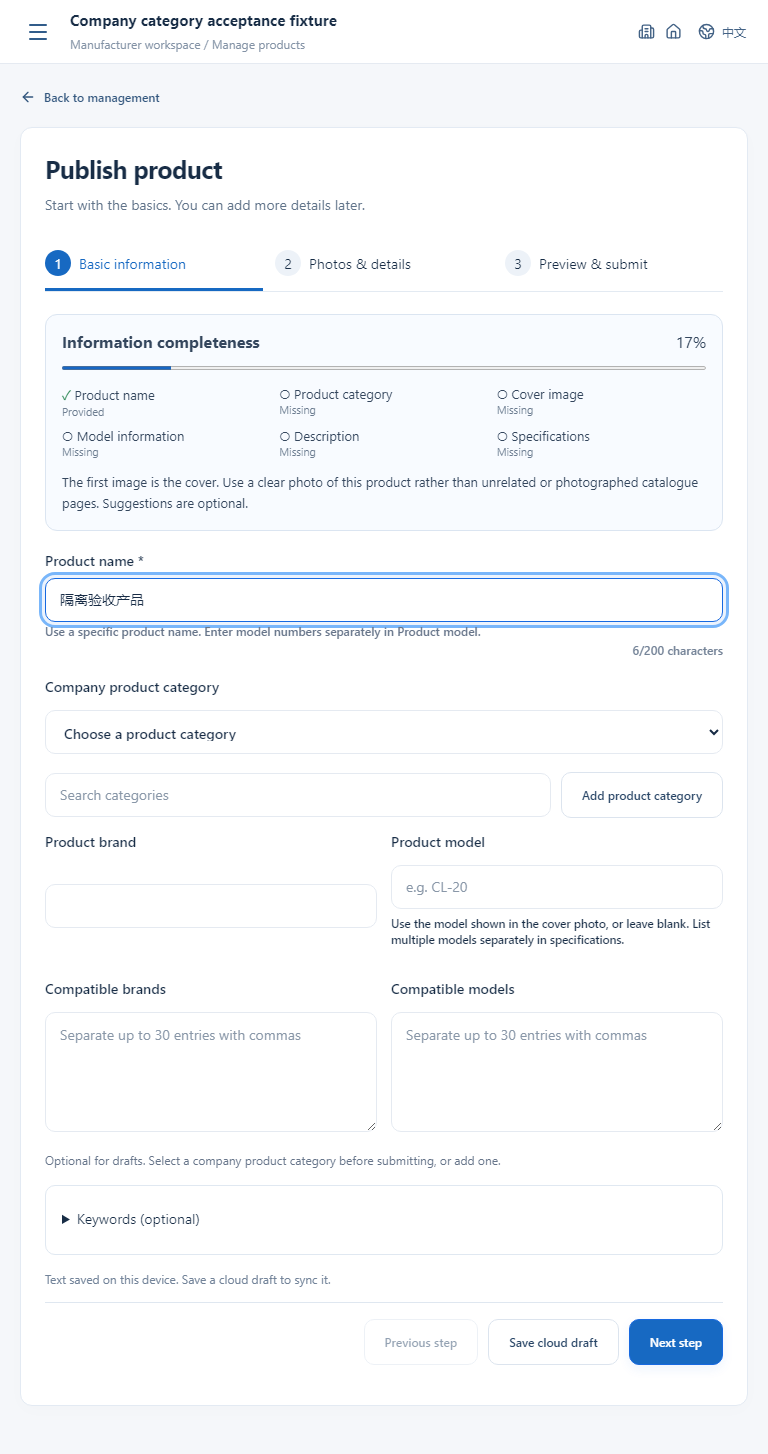 Company category acceptance fixture
Manufacturer workspace / Manage products
中文
Back to management
Publish product
Start with the basics. You can add more details later.
1 Basic information
2 Photos & details
3 Preview & submit
Information completeness
17%
✓ Product name
Provided
○ Product category
Missing
○ Cover image
Missing
○ Model information
Missing
○ Description
Missing
○ Specifications
Missing
The first image is the cover. Use a clear photo of this product rather than unrelated or photographed catalogue
pages. Suggestions are optional.
Product name *
隔离验收产品
Use a specific product name. Enter model numbers separately in Product model.
6/200 characters
Company product category
Choose a product category
Search categories
Add product category
Product brand
Product model
e.g. CL-20
Use the model shown in the cover photo, or leave blank. List
multiple models separately in specifications.
Compatible brands
Compatible models
Separate up to 30 entries with commas
Separate up to 30 entries with commas
Optional for drafts. Select a company product category before submitting, or add one.
Keywords (optional)
Text saved on this device. Save a cloud draft to sync it.
Previous step
Save cloud draft
Next step